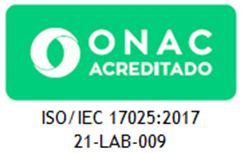 ONAC
ACREDITADO
ISO/IEC 17025:2017
21-LAB-009